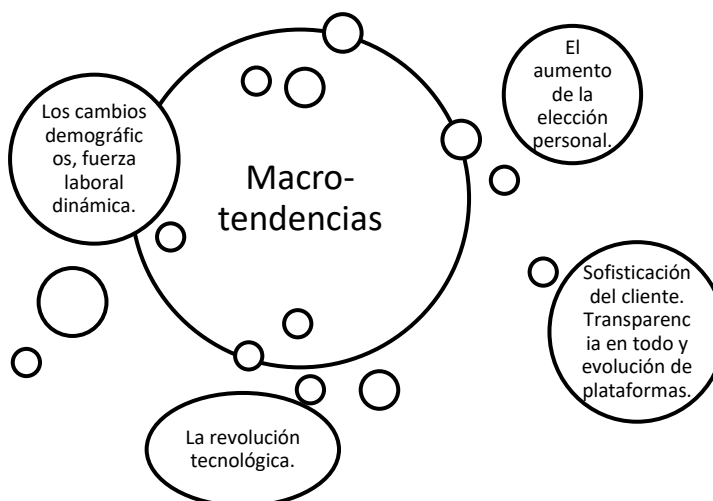 Macro-
tendencias
Los cambios
demográfic
os, fuerza
laboral
dinámica.
El
aumento
de la
elección
personal.
Sofisticación
del cliente.
Transparenc
ia en todo y
evolución de
plataformas.
La revolución
tecnológica.